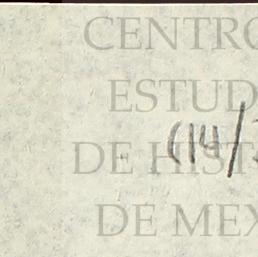 CENTRO
ESTUD
(14/
DE HIST
DE MEX